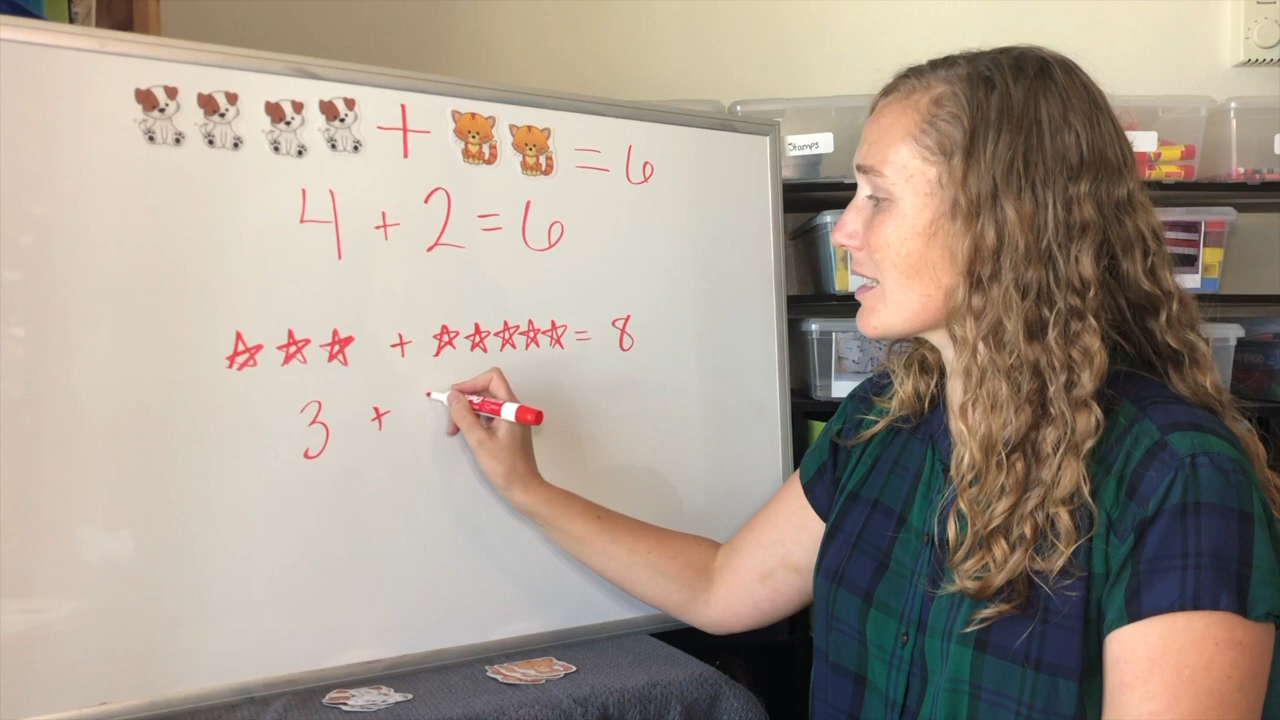 + = 6
4 + 2 = 6
+ = 8
3 +
Stamps